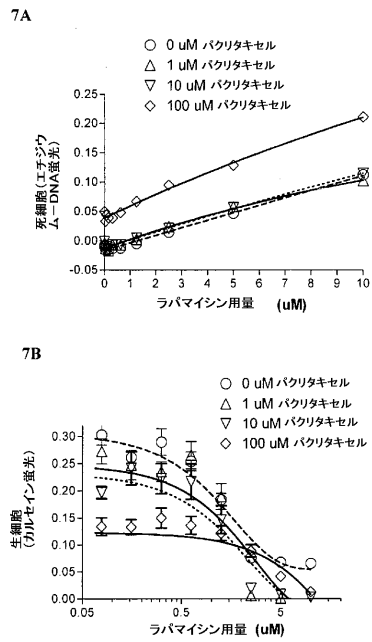 7A
0 uM パクリタキセル
1 uM パクリタキセル
10 uM パクリタキセル
100 uM パクリタキセル
死細胞(エチジウ
ム－DNA蛍光)
0.25
0.20
0.15
0.10
0.05
0.00
-0.05
0 1 2 3 4 5 6 7 8 9 10
ラパマイシン用量 (uM)
7B
0 uM パクリタキセル
1 uM パクリタキセル
10 uM パクリタキセル
100 uM パクリタキセル
生細胞
(カルセイン蛍光)
0.30
0.25
0.20
0.15
0.10
0.05
0.00
0.05 0.5 5
ラパマイシン用量 (uM)